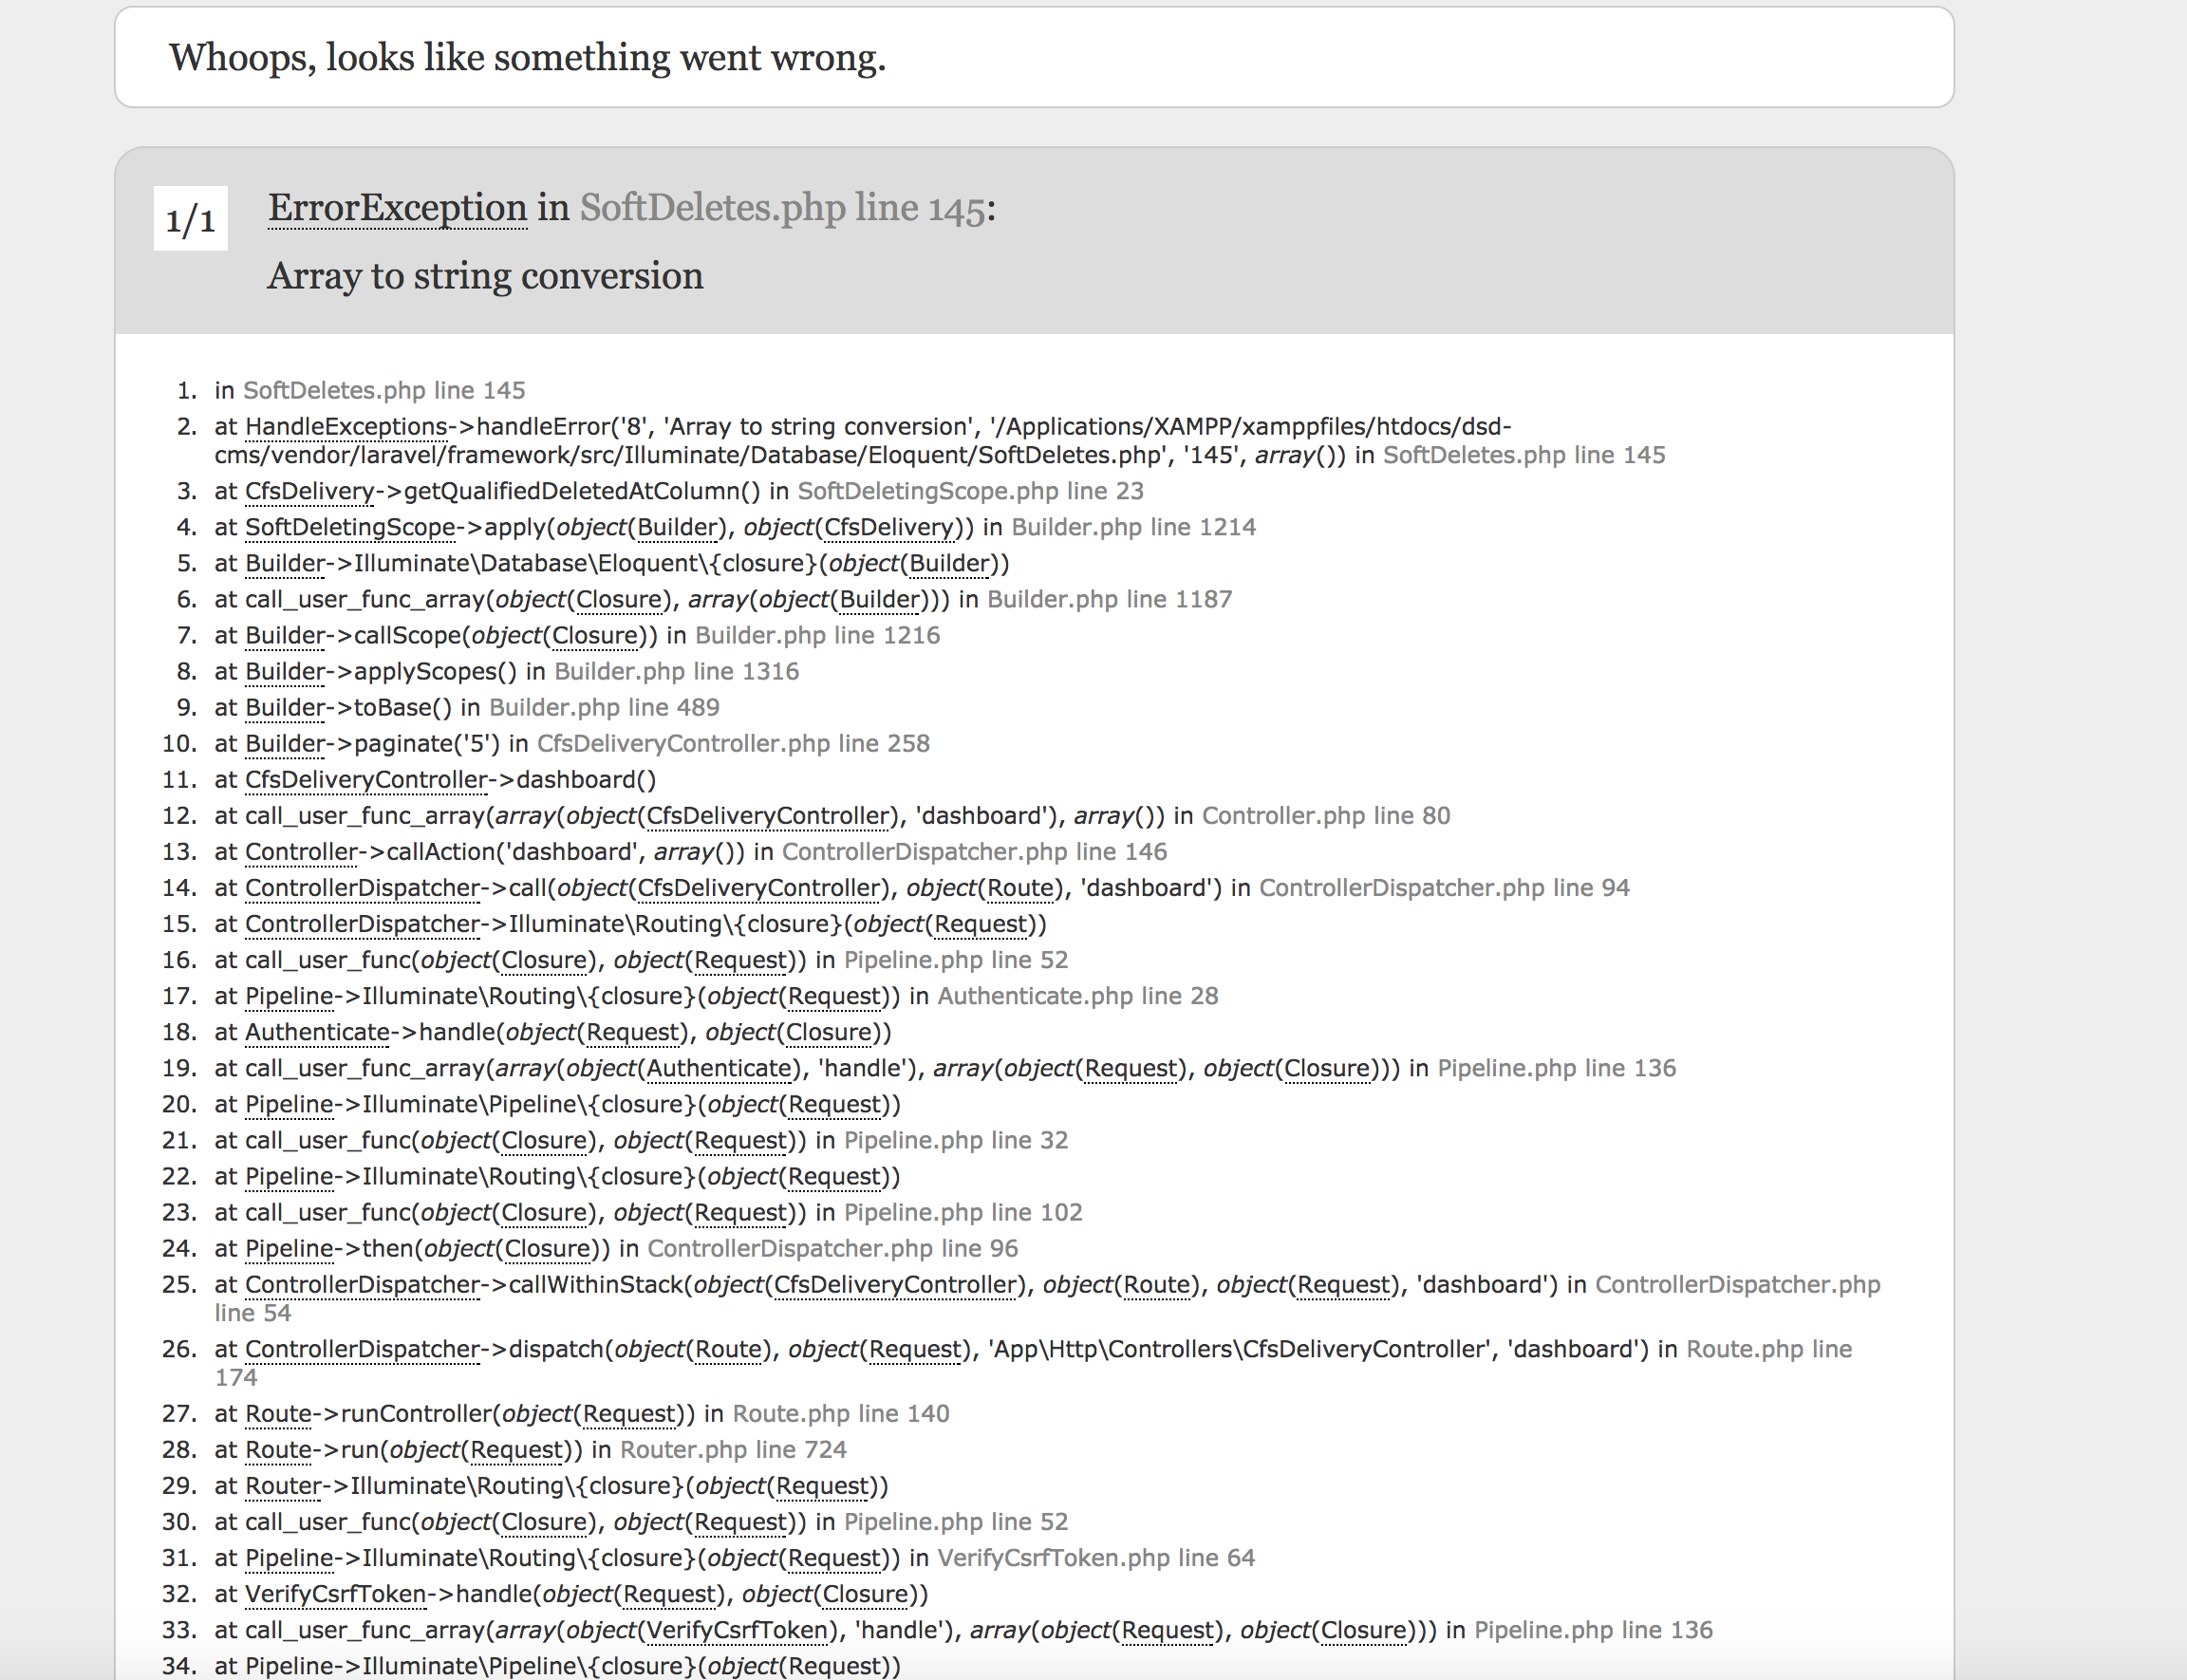 Whoops, looks like something went wrong.
1/1
ErrorException in SoftDeletes.php line 145:
Array to string conversion
1. in SoftDeletes.php line 145
2. at HandleExceptions->handleError('8', 'Array to string conversion', '/Applications/XAMPP/xamppfiles/htdocs/dsd-
cms/vendor/laravel/framework/src/Illuminate/Database/Eloquent/SoftDeletes.php', '145', array()) in SoftDeletes.php line 145
3. at CfsDelivery->getQualifiedDeletedAtColumn() in SoftDeletingScope.php line 23
4. at SoftDeletingScope->apply(object(Builder), object(CfsDelivery)) in Builder.php line 1214
5. at Builder->Illuminate\Database\Eloquent\{closure}(object(Builder))
6. at call_user_func_array(object(Closure), array(object(Builder))) in Builder.php line 1187
7. at Builder->callScope(object(Closure)) in Builder.php line 1216
8. at Builder->applyScopes() in Builder.php line 1316
9. at Builder->toBase() in Builder.php line 489
10. at Builder->paginate('5') in CfsDeliveryController.php line 258
11. at CfsDeliveryController->dashboard()
12. at call_user_func_array(array(object(CfsDeliveryController), 'dashboard'), array()) in Controller.php line 80
13. at Controller->callAction('dashboard', array()) in ControllerDispatcher.php line 146
14. at ControllerDispatcher->call(object(CfsDeliveryController), object(Route), 'dashboard') in ControllerDispatcher.php line 94
15. at ControllerDispatcher->Illuminate\Routing\{closure}(object(Request))
16. at call_user_func(object(Closure), object(Request)) in Pipeline.php line 52
17. at Pipeline->Illuminate\Routing\{closure}(object(Request)) in Authenticate.php line 28
18. at Authenticate->handle(object(Request), object(Closure))
19. at call_user_func_array(array(object(Authenticate), 'handle'), array(object(Request), object(Closure))) in Pipeline.php line 136
20. at Pipeline->Illuminate\Pipeline\{closure}(object(Request))
21. at call_user_func(object(Closure), object(Request)) in Pipeline.php line 32
22. at Pipeline->Illuminate\Routing\{closure}(object(Request))
23. at call_user_func(object(Closure), object(Request)) in Pipeline.php line 102
24. at Pipeline->then(object(Closure)) in ControllerDispatcher.php line 96
25. at ControllerDispatcher->callWithinStack(object(CfsDeliveryController), object(Route), object(Request), 'dashboard') in ControllerDispatcher.php
line 54
26. at ControllerDispatcher->dispatch(object(Route), object(Request), 'App\Http\Controllers\CfsDeliveryController', 'dashboard') in Route.php line
174
27. at Route->runController(object(Request)) in Route.php line 140
28. at Route->run(object(Request)) in Router.php line 724
29. at Router->Illuminate\Routing\{closure}(object(Request))
30. at call_user_func(object(Closure), object(Request)) in Pipeline.php line 52
31. at Pipeline->Illuminate\Routing\{closure}(object(Request)) in VerifyCsrfToken.php line 64
32. at VerifyCsrfToken->handle(object(Request), object(Closure))
33. at call_user_func_array(array(object(VerifyCsrfToken), 'handle'), array(object(Request), object(Closure))) in Pipeline.php line 136
34. at Pipeline->Illuminate\Pipeline\{closure}(object(Request))